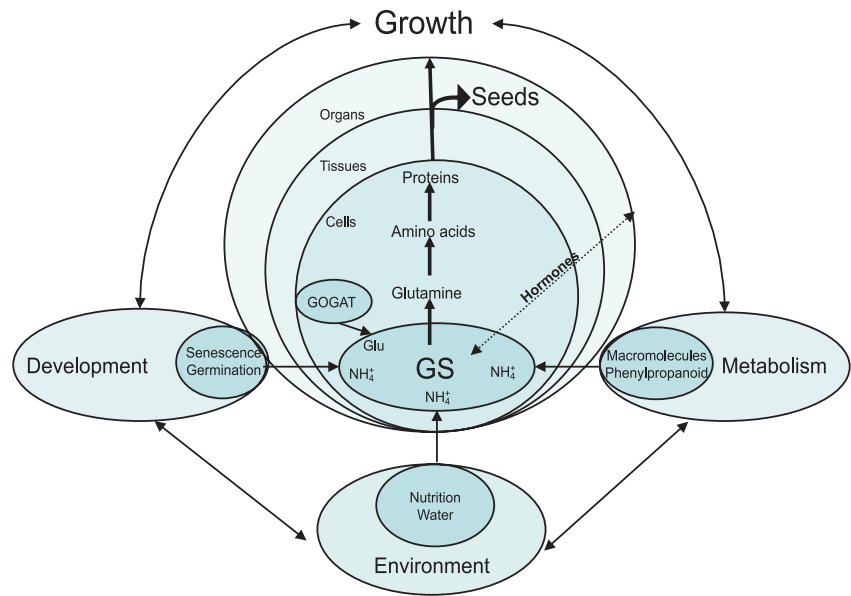 Growth
Seeds
Organs
Tissues
Proteins
Cells
Amino acids
Hormones
Glutamine
GOGAT
Glu
GS
NH₄⁺
NH₄⁺
NH₄⁺
Development
Senescence
Germination
Macromolecules
Phenylpropanoid
Metabolism
Nutrition
Water
Environment